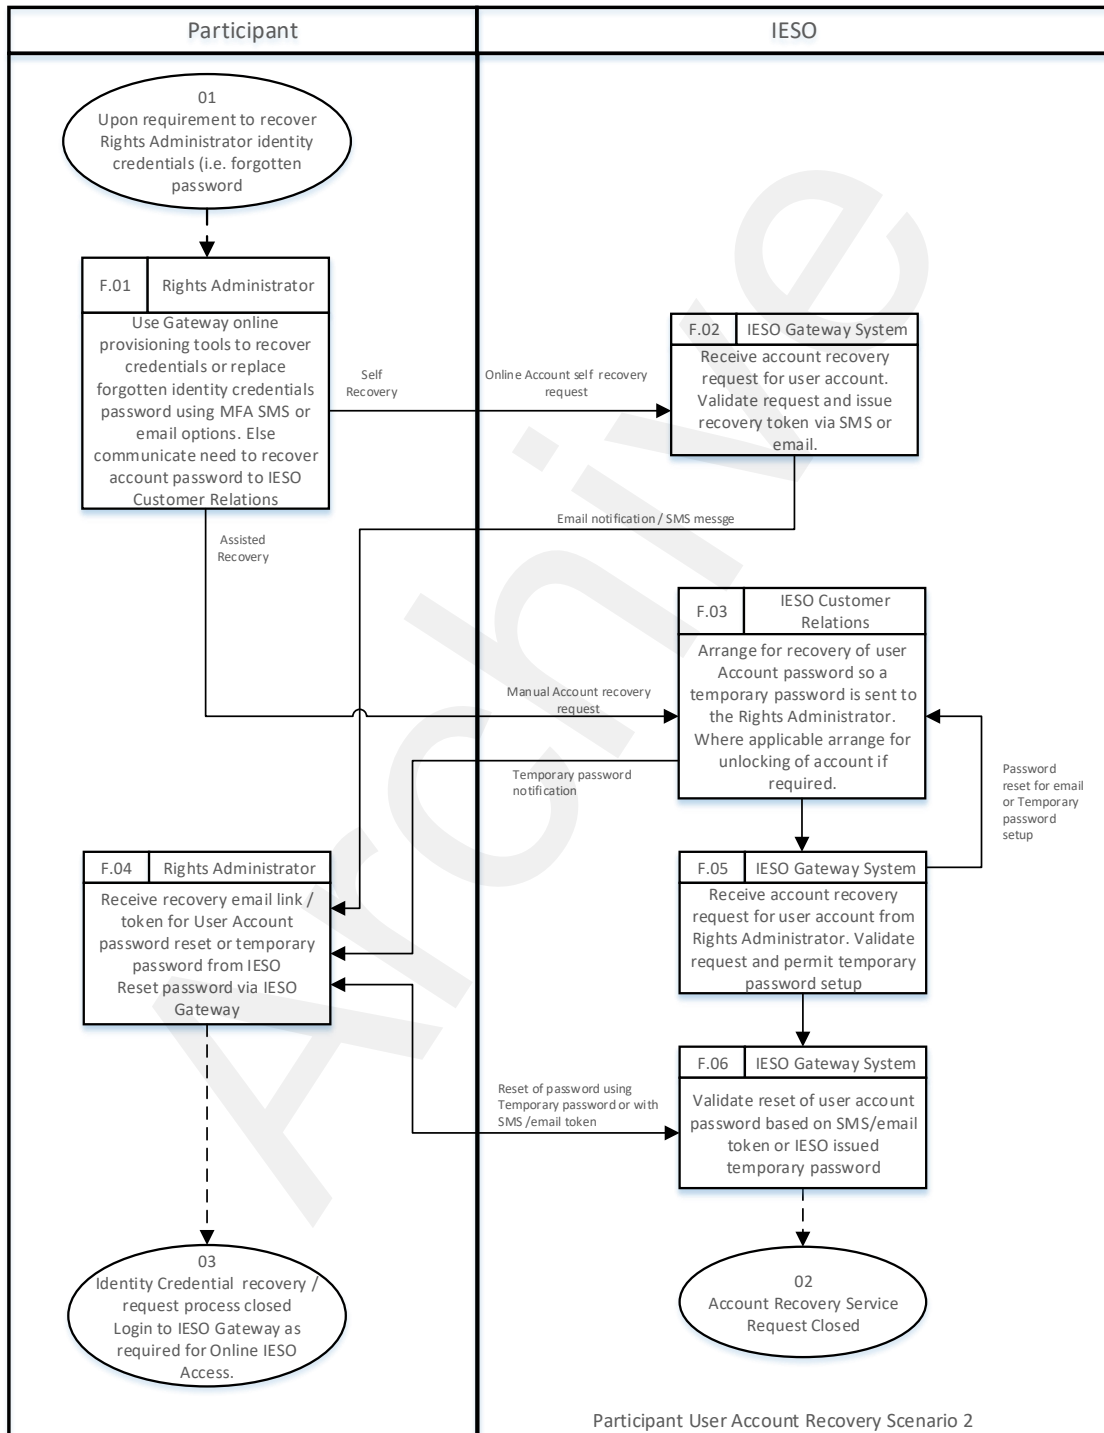 Participant
IESO
01
Upon requirement to recover
Rights Administrator identity
credentials (i.e. forgotten
password
F.01
Rights Administrator
Use Gateway online
provisioning tools to recover
credentials or replace
forgotten identity credentials
password using MFA SMS or
email options. Else
communicate need to recover
account password to IESO
Customer Relations
Self
Recovery
Online Account self recovery
request
F.02
IESO Gateway System
Receive account recovery
request for user account.
Validate request and issue
recovery token via SMS or
email.
Email notification / SMS messge
Assisted
Recovery
F.03
IESO Customer
Relations
Arrange for recovery of user
Account password so a
temporary password is sent to
the Rights Administrator.
Where applicable arrange for
unlocking of account if
required.
Manual Account recovery
request
Temporary password
notification
Password
reset for email
or Temporary
password
setup
F.04
Rights Administrator
Receive recovery email link /
token for User Account
password reset or temporary
password from IESO
Reset password via IESO
Gateway
F.05
IESO Gateway System
Receive account recovery
request for user account from
Rights Administrator. Validate
request and permit temporary
password setup
F.06
IESO Gateway System
Validate reset of user account
password based on SMS/email
token or IESO issued
temporary password
Reset of password using
Temporary password or with
SMS /email token
03
Identity Credential recovery /
request process closed
Login to IESO Gateway as
required for Online IESO
Access.
02
Account Recovery Service
Request Closed
Participant User Account Recovery Scenario 2
Archive